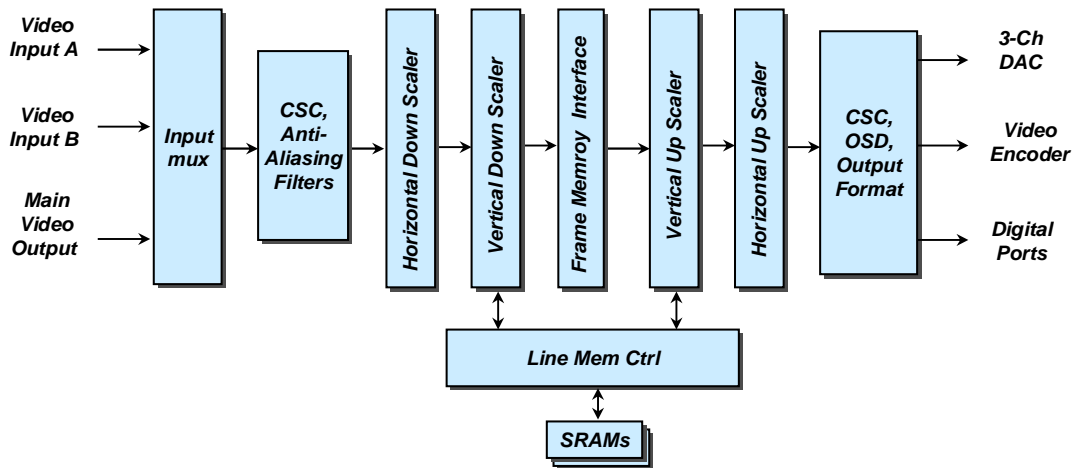 Video
Input A
Video
Input B
Main
Video
Output
Input
mux
CSC,
Anti-
Aliasing
Filters
Horizontal Down Scaler
Vertical Down Scaler
Frame Memroy Interface
Vertical Up Scaler
Horizontal Up Scaler
CSC,
OSD,
Output
Format
3-Ch
DAC
Video
Encoder
Digital
Ports
Line Mem Ctrl
SRAMs